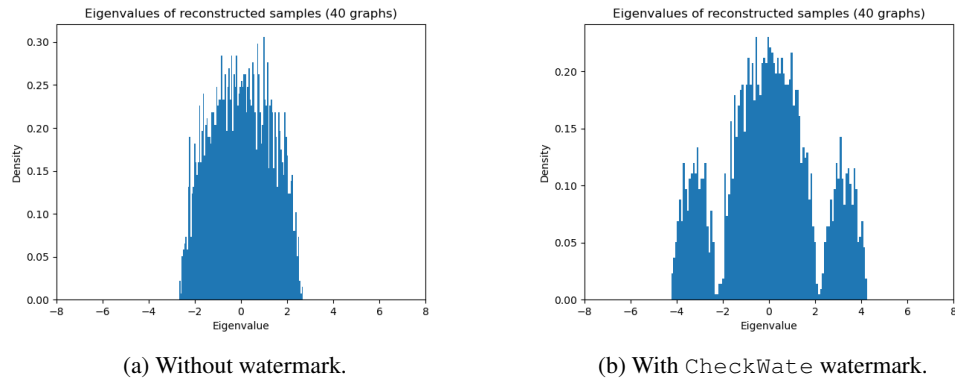 Eigenvalues of reconstructed samples (40 graphs)
0.30
0.25
0.20
0.15
0.10
0.05
0.00
Density
−8 −6 −4 −2 0 2 4 6 8
Eigenvalue
(a) Without watermark.
Eigenvalues of reconstructed samples (40 graphs)
0.20
0.15
0.10
0.05
0.00
Density
−8 −6 −4 −2 0 2 4 6 8
Eigenvalue
(b) With CheckWate watermark.